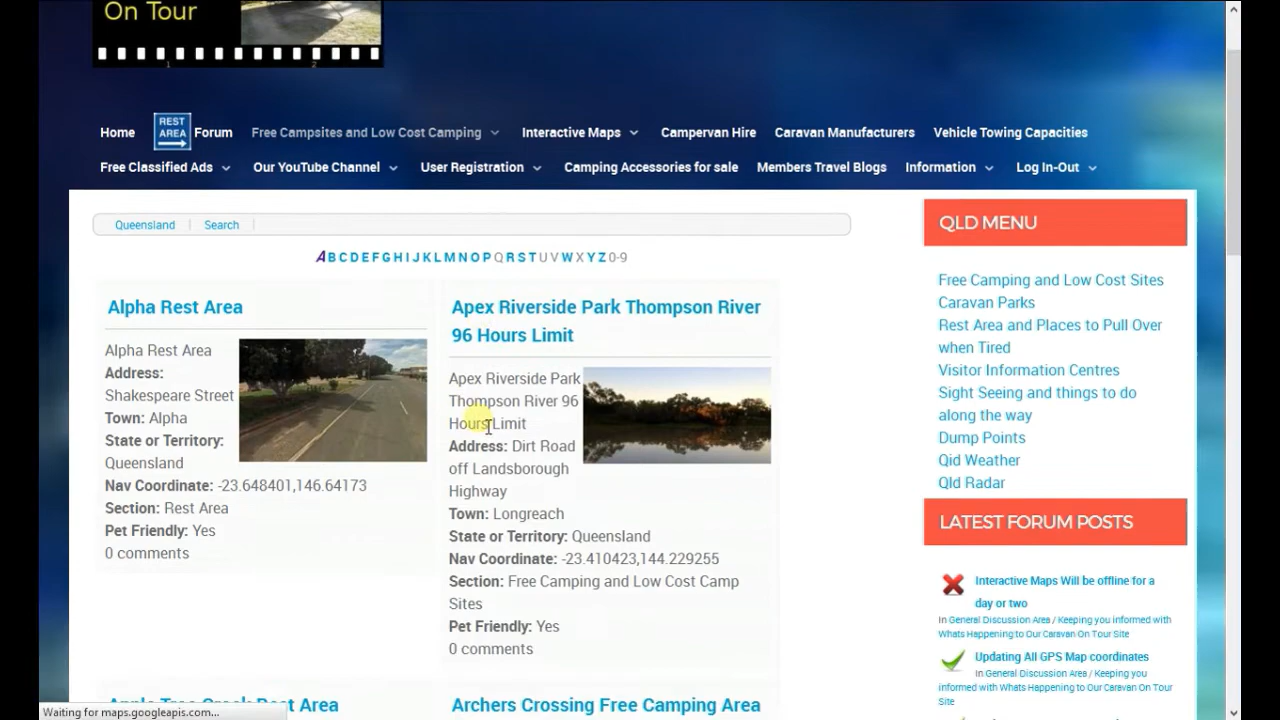 On Tour
1 2
Home REST AREA Forum Free Campsites and Low Cost Camping Interactive Maps Campervan Hire Caravan Manufacturers Vehicle Towing Capacities
Free Classified Ads Our YouTube Channel User Registration Camping Accessories for sale Members Travel Blogs Information Log In-Out
Queensland Search
A B C D E F G H I J K L M N O P Q R S T U V W X Y Z 0-9
Alpha Rest Area
Alpha Rest Area
Address:
Shakespeare Street
Town: Alpha
State or Territory:
Queensland
Nav Coordinate: -23.648401,146.64173
Section: Rest Area
Pet Friendly: Yes
0 comments
Apex Riverside Park Thompson River
96 Hours Limit
Apex Riverside Park
Thompson River 96
Hours Limit
Address: Dirt Road
off Landsborough
Highway
Town: Longreach
State or Territory: Queensland
Nav Coordinate: -23.410423,144.229255
Section: Free Camping and Low Cost Camp
Sites
Pet Friendly: Yes
0 comments
Apple Tree Creek Rest Area
Archers Crossing Free Camping Area
QLD MENU
Free Camping and Low Cost Sites
Caravan Parks
Rest Area and Places to Pull Over
when Tired
Visitor Information Centres
Sight Seeing and things to do
along the way
Dump Points
Qld Weather
Qld Radar
LATEST FORUM POSTS
Interactive Maps Will be offline for a
day or two
In General Discussion Area / Keeping you informed with
Whats Happening to Our Caravan On Tour Site
Updating All GPS Map coordinates
In General Discussion Area / Keeping you
informed with Whats Happening to Our Caravan On Tour
Site
Waiting for maps.googleapis.com...